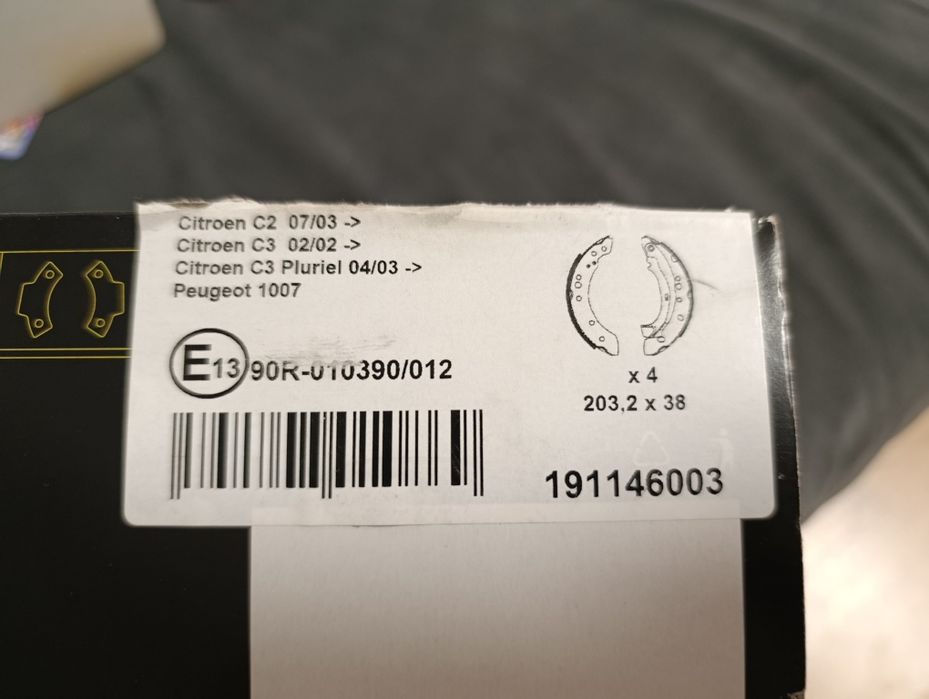 Citroen C2 07/03 ->
Citroen C3 02/02 ->
Citroen C3 Pluriel 04/03 ->
Peugeot 1007
E13 90R-010390/012
x 4
203,2 x 38
191146003